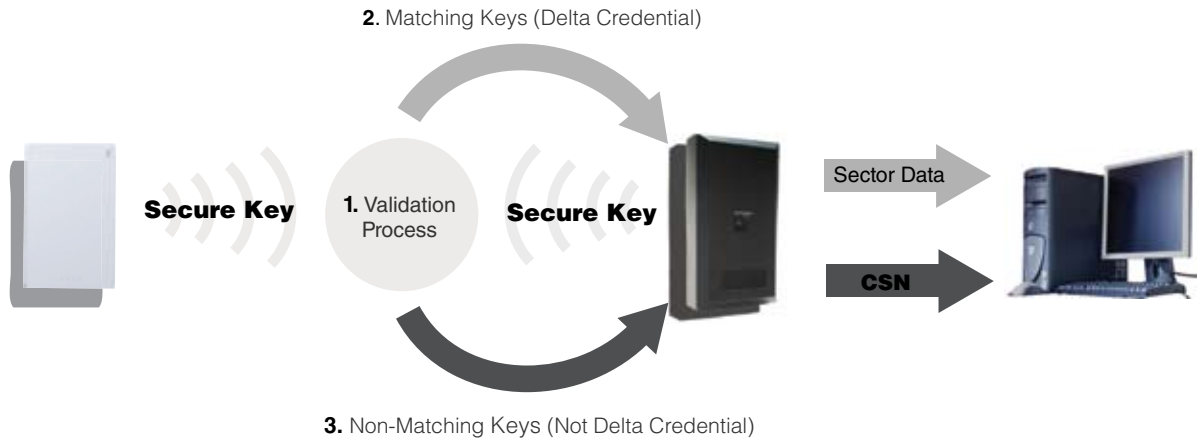 2. Matching Keys (Delta Credential)
Secure Key
1. Validation
Process
Secure Key
Sector Data
CSN
3. Non-Matching Keys (Not Delta Credential)